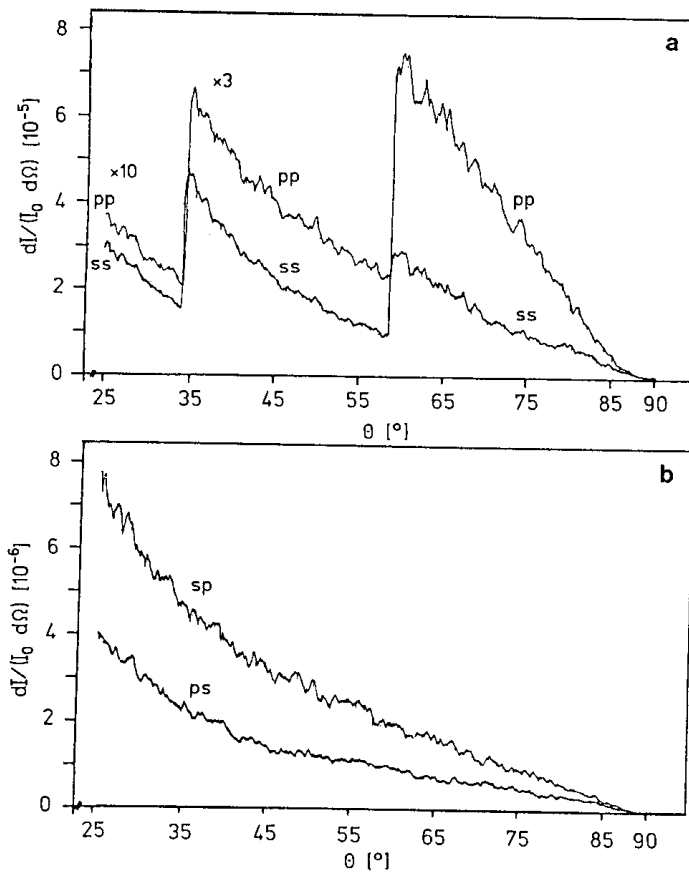 8
a
×3
6
dI/(I₀ dΩ) [10⁻⁵]
×10
4
pp
pp
pp
ss
ss
ss
2
0
25 35 45 55 65 75 90
θ [°]
8
b
6
dI/(I₀ dΩ) [10⁻⁶]
sp
4
ps
2
0
25 35 45 55 65 75 90
θ [°]